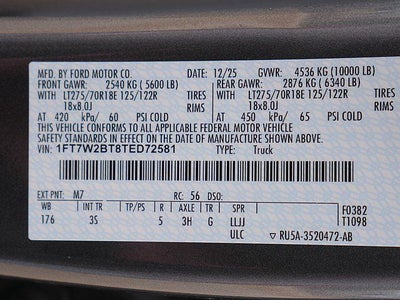 MFD. BY FORD MOTOR CO. 12/25 GVWR: 4536 KG (10000 LB)
FRONT GAWR: 2540 KG ( 5600 LB) REAR GAWR: 2876 KG ( 6340 LB)
WITH LT275/70R18E 125/122R TIRES WITH LT275/70R18E 125/122R TIRES
18x8.0J RIMS 18x8.0J RIMS
AT 420 kPa/ 60 PSI COLD AT 450 kPa/ 65 PSI COLD
THIS VEHICLE CONFORMS TO ALL APPLICABLE FEDERAL MOTOR VEHICLE
SAFETY STANDARDS IN EFFECT ON THE DATE OF MANUFACTURE SHOWN ABOVE.
VIN: 1FT7W2BT8TED72581 TYPE: Truck
EXT PNT: M7 RC: 56 DSO:
WB INT TR TP/PS R AXLE TR SPR F0382
176 35 5 3H G LLJJ T1098
ULC RU5A-3520472-AB